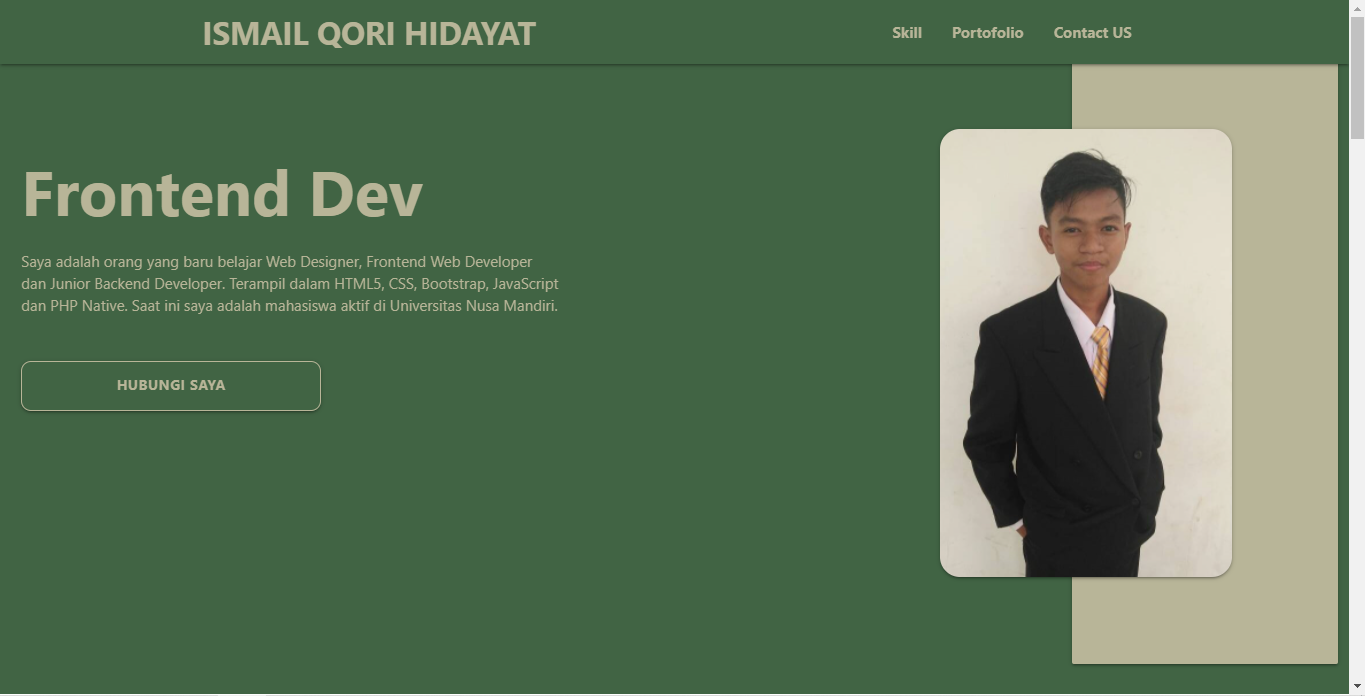 ISMAIL QORI HIDAYAT
Skill Portofolio Contact US
Frontend Dev
Saya adalah orang yang baru belajar Web Designer, Frontend Web Developer
dan Junior Backend Developer. Terampil dalam HTML5, CSS, Bootstrap, JavaScript
dan PHP Native. Saat ini saya adalah mahasiswa aktif di Universitas Nusa Mandiri.
HUBUNGI SAYA